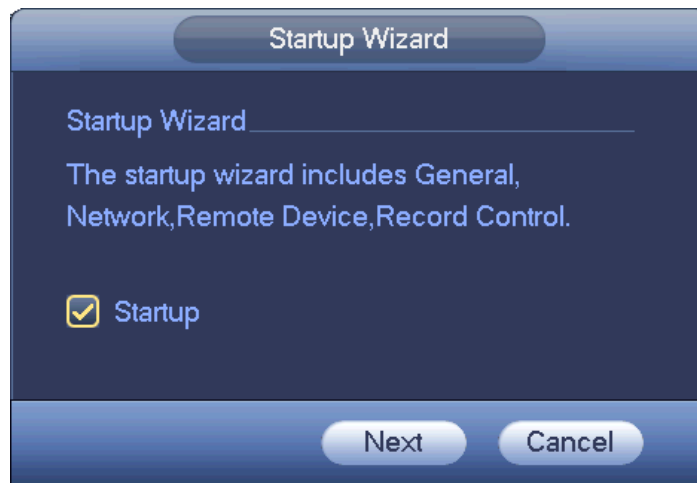 Startup Wizard
Startup Wizard
The startup wizard includes General,
Network,Remote Device,Record Control.
Startup
Next Cancel